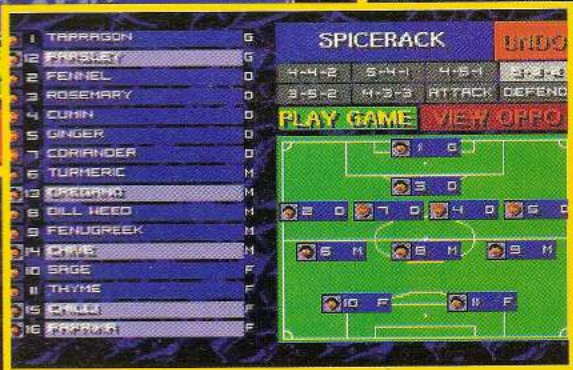 1 TARRAGON G
12 PARSLEY G
2 FENNEL D
3 ROSEMARY D
4 CUMIN D
5 GINGER D
7 CORIANDER D
6 TURMERIC M
13 OREGANO M
8 DILL WEED M
9 FENUGREEK M
14 CHIVE M
10 SAGE F
11 THYME F
15 CHILLI F
16 PAPRIKA F
SPICERACK UNDO
4-4-2 5-4-1 4-5-1
3-5-2 4-3-3 ATTACK DEFEND
PLAY GAME VIEW OPPO
1 G
3 D
2 D 7 D 4 D 5 D
6 M 8 M 9 M
10 F 11 F